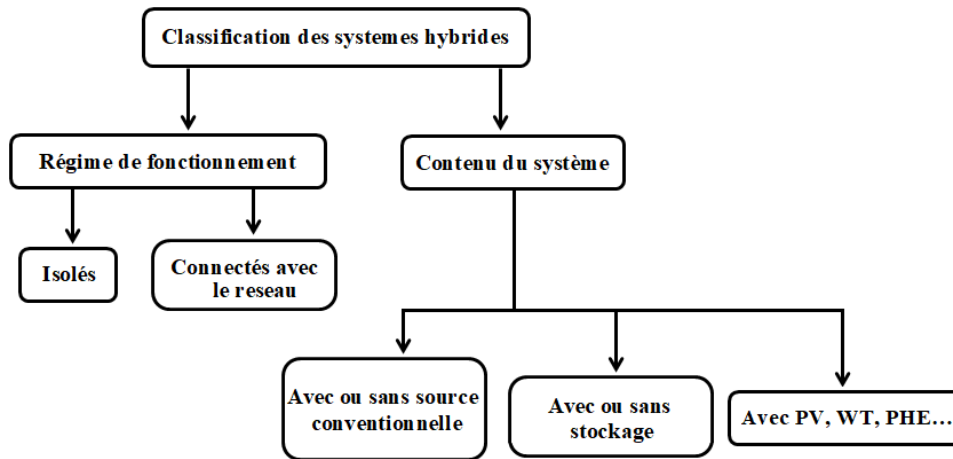 Classification des systemes hybrides
Régime de fonctionnement
Contenu du système
Isolés
Connectés avec
le reseau
Avec ou sans source
conventionnelle
Avec ou sans
stockage
Avec PV, WT, PHE…